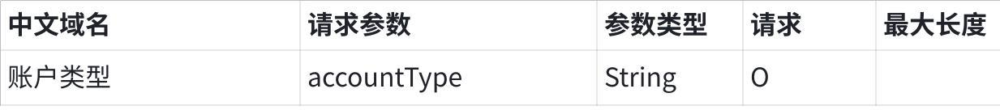 中文域名 请求参数 参数类型 请求 最大长度
账户类型 accountType String O